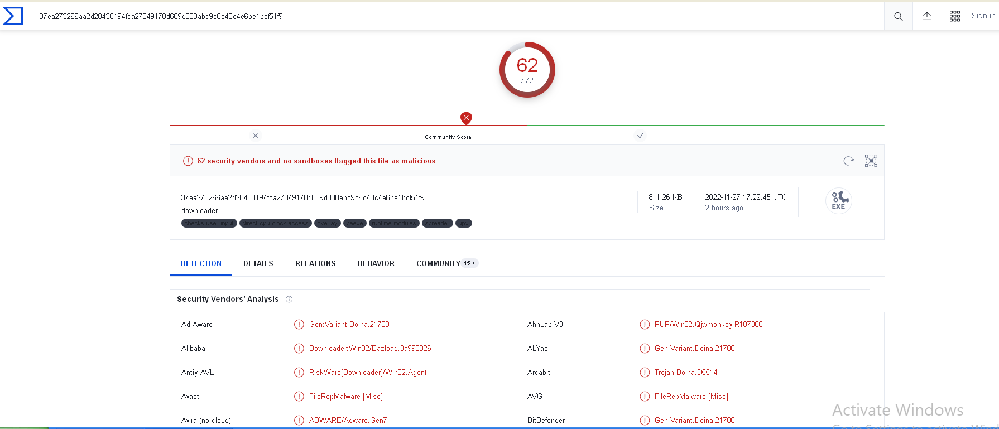 37ea273266aa2d28430194fca27849170d609d338abc9c6c43c4e6be1bcf51f9
Sign in
62
/ 72
Community Score
62 security vendors and no sandboxes flagged this file as malicious
37ea273266aa2d28430194fca27849170d609d338abc9c6c43c4e6be1bcf51f9
downloader
checks-user-input direct-cpu-clock-access overlay peexe runtime-modules spreader upx
811.26 KB
Size
2022-11-27 17:22:45 UTC
2 hours ago
EXE
DETECTION DETAILS RELATIONS BEHAVIOR COMMUNITY 15 +
Security Vendors' Analysis
Ad-Aware Gen:Variant.Doina.21780 AhnLab-V3 PUP/Win32.Qjwmonkey.R187306
Alibaba Downloader:Win32/Bazload.3a998326 ALYac Gen:Variant.Doina.21780
Antiy-AVL RiskWare[Downloader]/Win32.Agent Arcabit Trojan.Doina.D5514
Avast FileRepMalware [Misc] AVG FileRepMalware [Misc]
Avira (no cloud) ADWARE/Adware.Gen7 BitDefender Gen:Variant.Doina.21780
Activate Windows